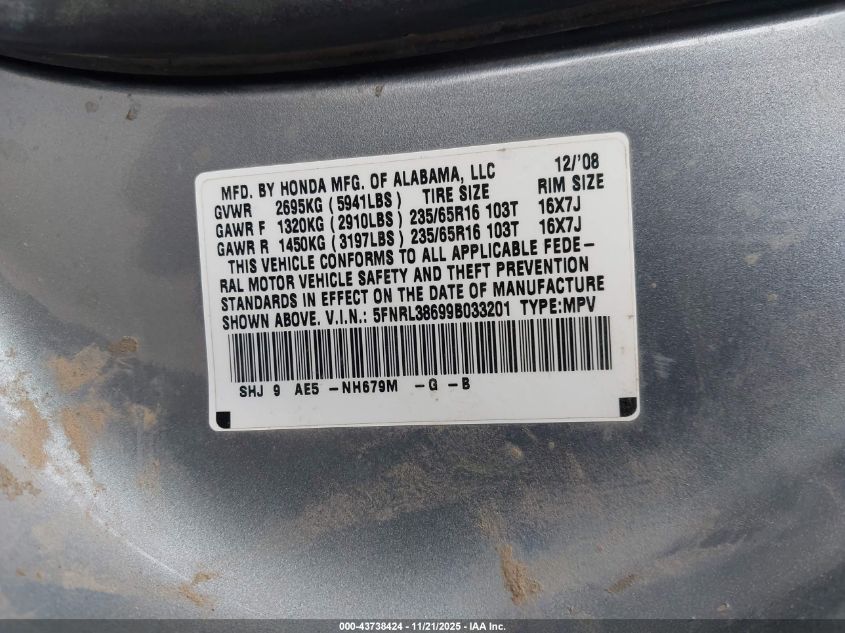 MFD. BY HONDA MFG. OF ALABAMA, LLC 12/'08
GVWR 2695KG (5941LBS) TIRE SIZE RIM SIZE
GAWR F 1320KG (2910LBS) 235/65R16 103T 16X7J
GAWR R 1450KG (3197LBS) 235/65R16 103T 16X7J
THIS VEHICLE CONFORMS TO ALL APPLICABLE FEDE-
RAL MOTOR VEHICLE SAFETY AND THEFT PREVENTION
STANDARDS IN EFFECT ON THE DATE OF MANUFACTURE
SHOWN ABOVE. V.I.N.: 5FNRL38699B033201 TYPE:MPV
SHJ 9 AE5 -NH679M -G -B
000-43738424 - 11/21/2025 - IAA Inc.